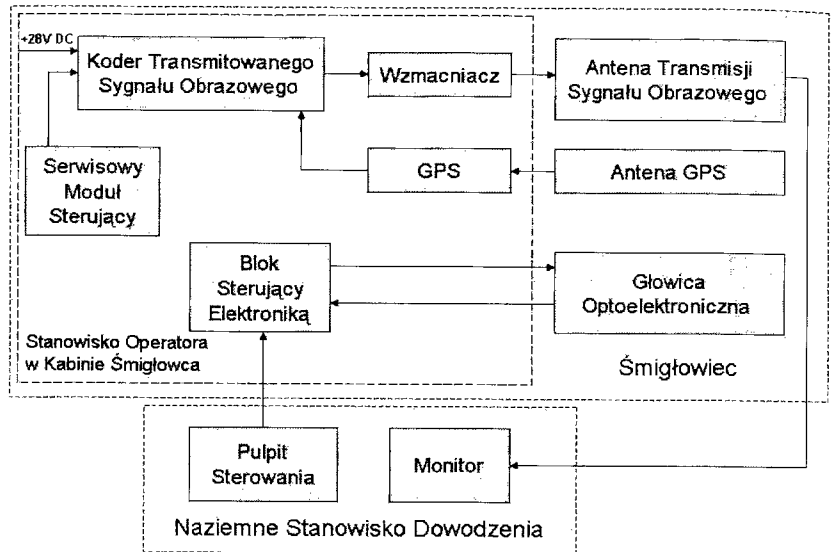 +28V DC
Koder Transmitowanego
Sygnału Obrazowego
Wzmacniacz
Antena Transmisji
Sygnału Obrazowego
Serwisowy
Moduł
Sterujący
GPS
Antena GPS
Blok
Sterujący
Elektroniką
Głowica
Optoelektroniczna
Stanowisko Operatora
w Kabinie Śmigłowca
Śmigłowiec
Pulpit
Sterowania
Monitor
Naziemne Stanowisko Dowodzenia